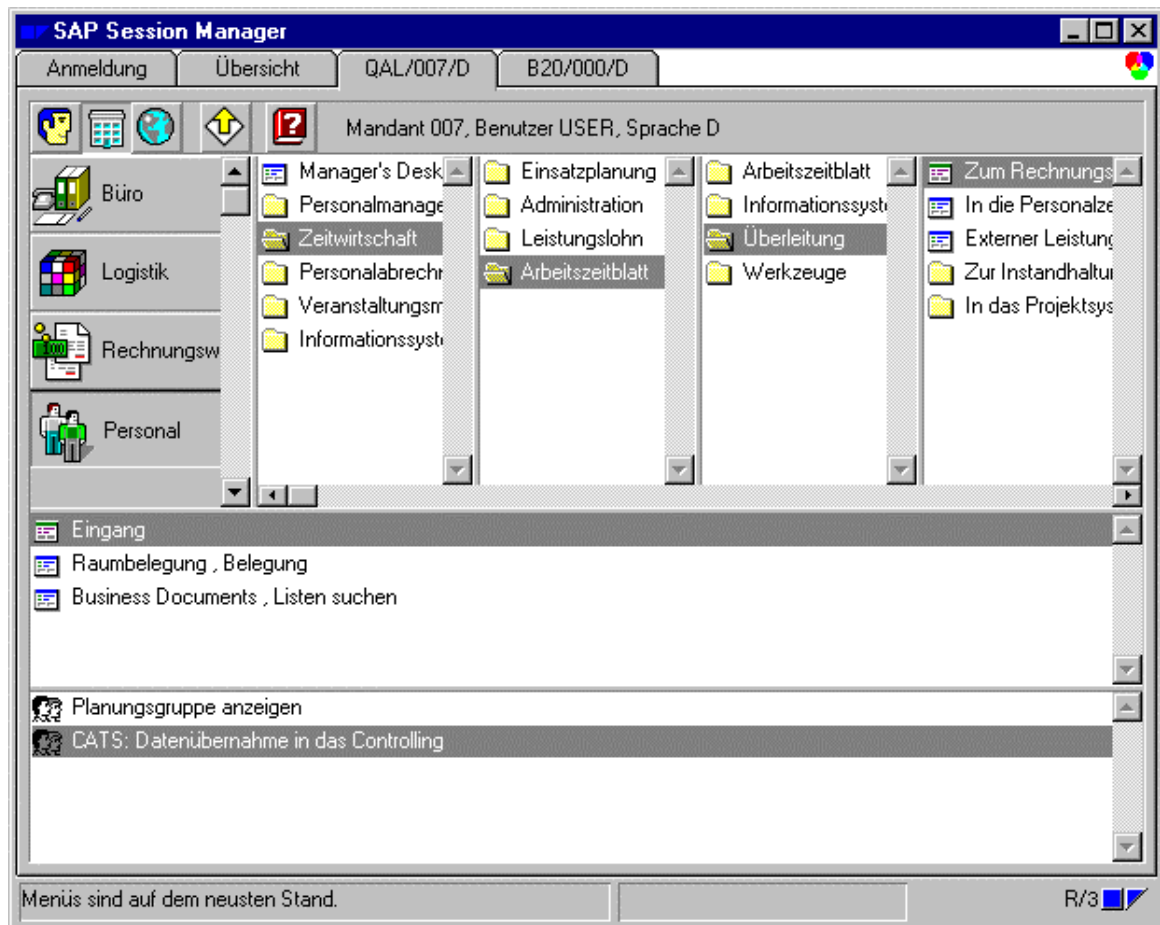 SAP Session Manager
Anmeldung
Übersicht
QAL/007/D
B20/000/D
Mandant 007, Benutzer USER, Sprache D
Büro
Logistik
Rechnungsw
Personal
Manager's Desk
Personalmanage
Zeitwirtschaft
Personalabrechn
Veranstaltungsm
Informationssyst
Einsatzplanung
Administration
Leistungslohn
Arbeitszeitblatt
Arbeitszeitblatt
Informationssyst
Überleitung
Werkzeuge
Zum Rechnungs
In die Personalze
Externer Leistung
Zur Instandhaltun
In das Projektsys
Eingang
Raumbelegung , Belegung
Business Documents , Listen suchen
Planungsgruppe anzeigen
CATS: Datenübernahme in das Controlling
Menüs sind auf dem neusten Stand.
R/3